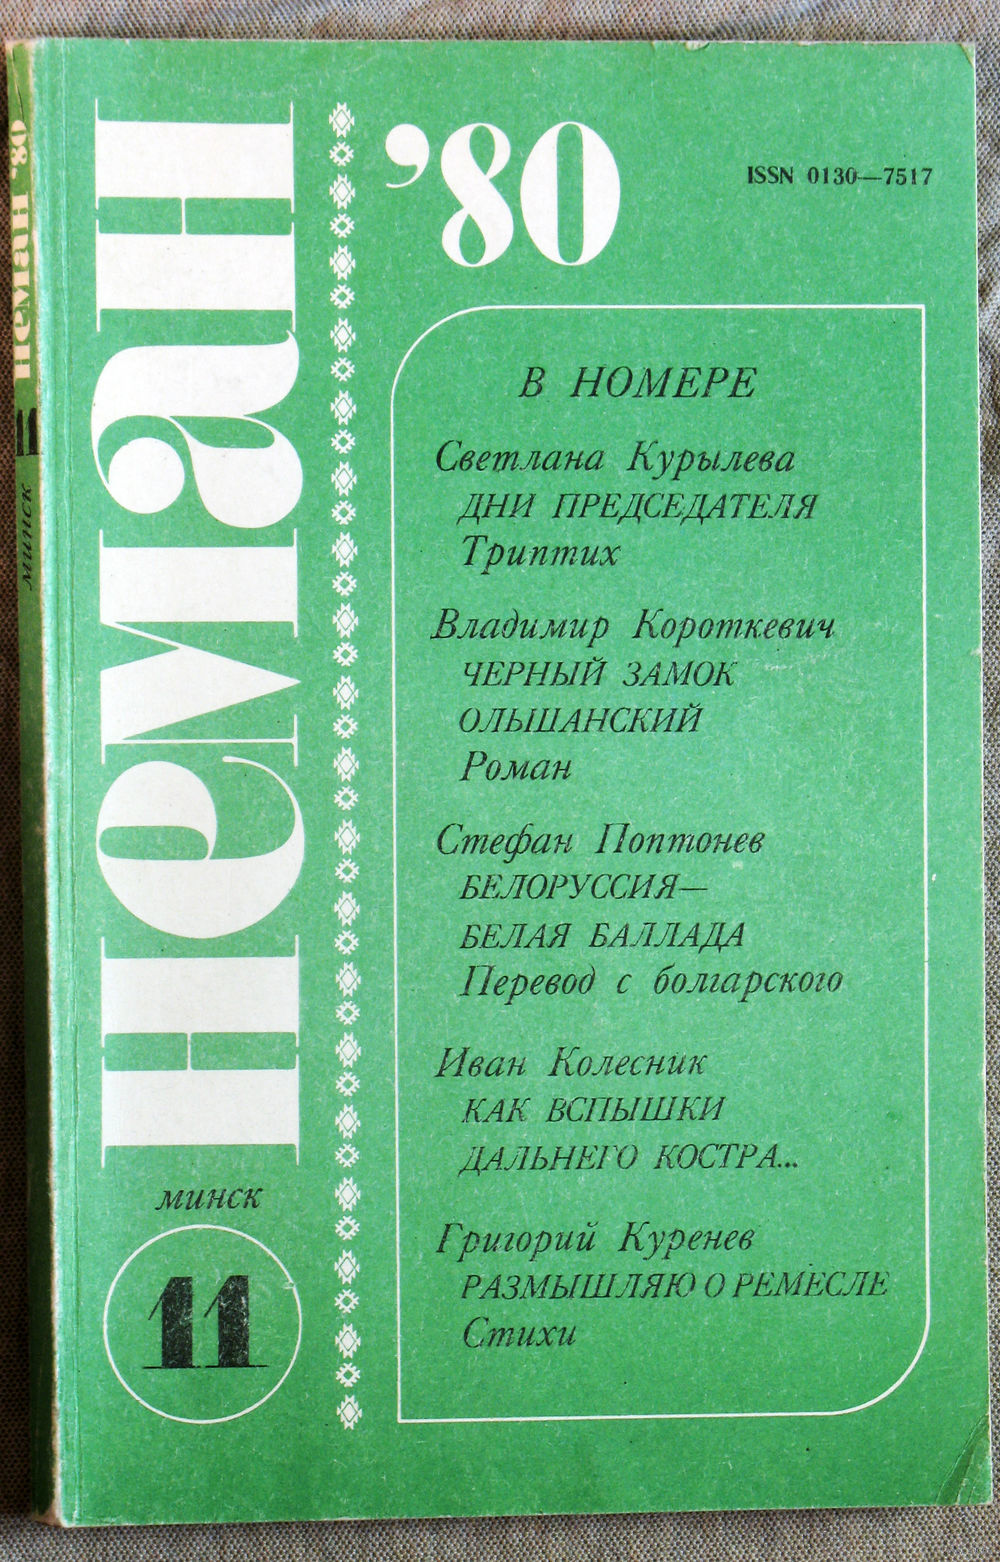 неман '80
11
минск
неман
'80
ISSN 0130—7517
В НОМЕРЕ
Светлана Курылева
ДНИ ПРЕДСЕДАТЕЛЯ
Триптих
Владимир Короткевич
ЧЕРНЫЙ ЗАМОК
ОЛЬШАНСКИЙ
Роман
Стефан Поптонев
БЕЛОРУССИЯ—
БЕЛАЯ БАЛЛАДА
Перевод с болгарского
Иван Колесник
КАК ВСПЫШКИ
ДАЛЬНЕГО КОСТРА...
Григорий Куренев
РАЗМЫШЛЯЮ О РЕМЕСЛЕ
Стихи
минск
11